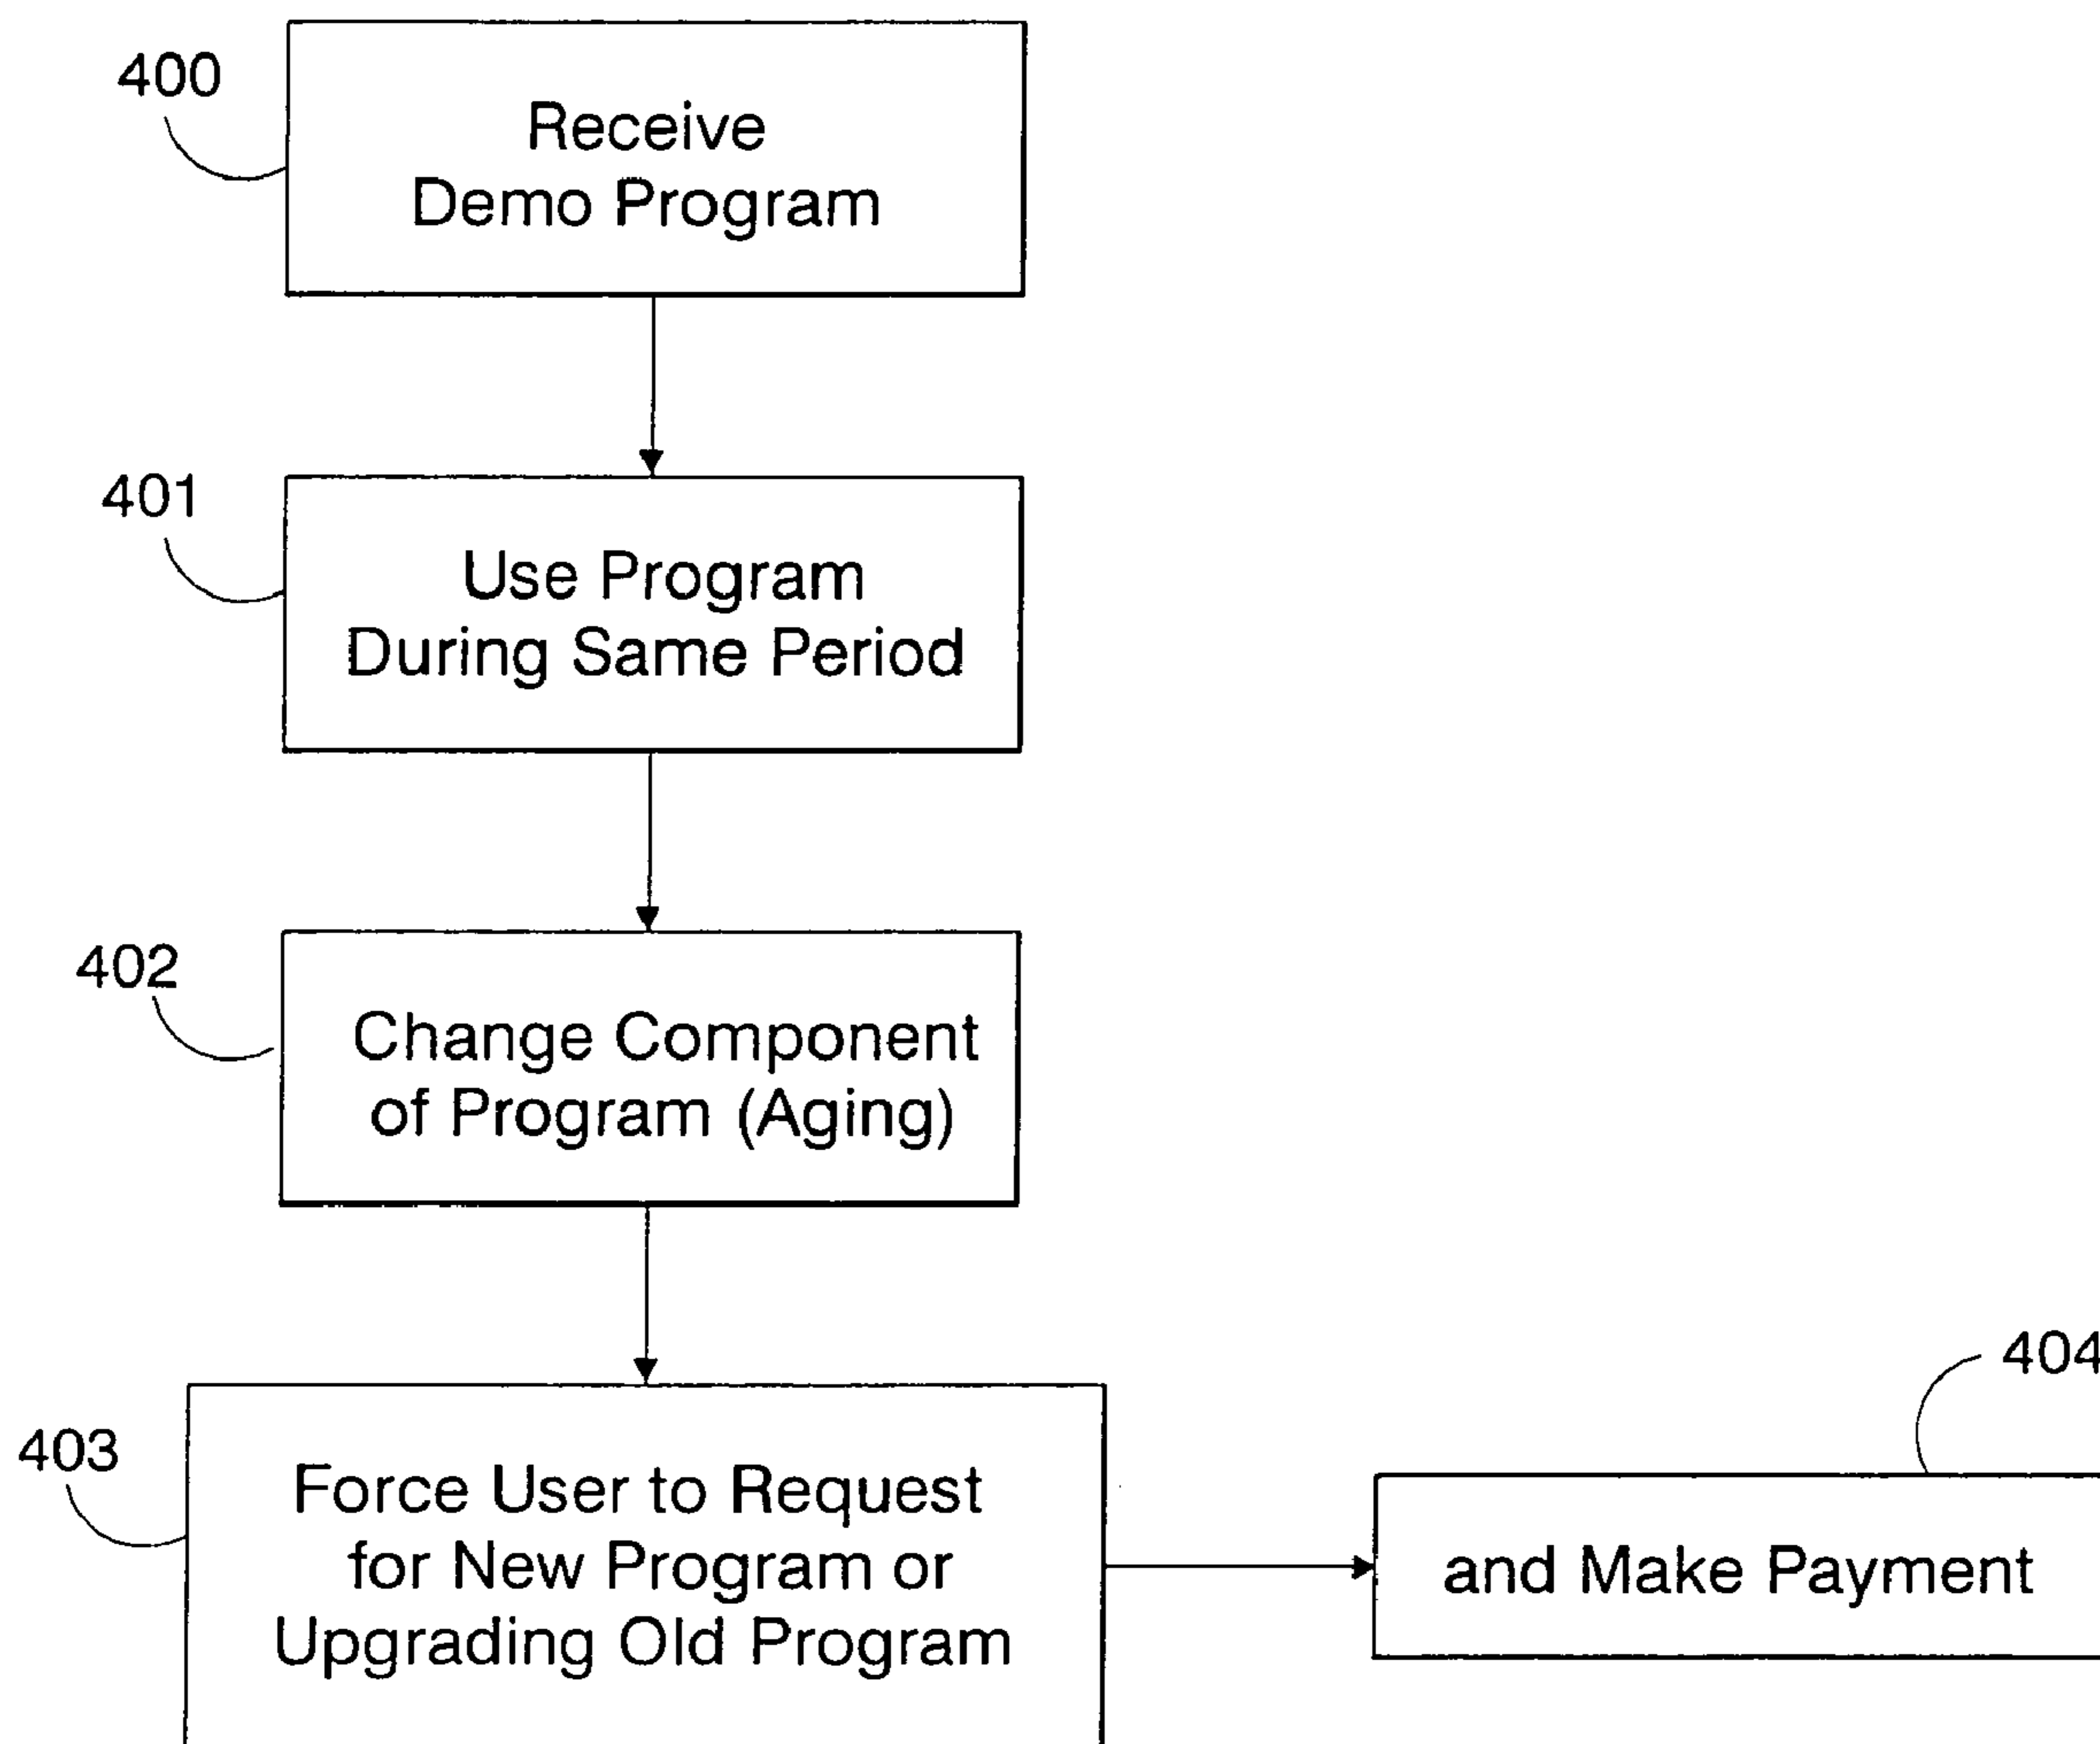 400
Receive
Demo Program
401
Use Program
During Same Period
402
Change Component
of Program (Aging)
403
Force User to Request
for New Program or
Upgrading Old Program
404
and Make Payment